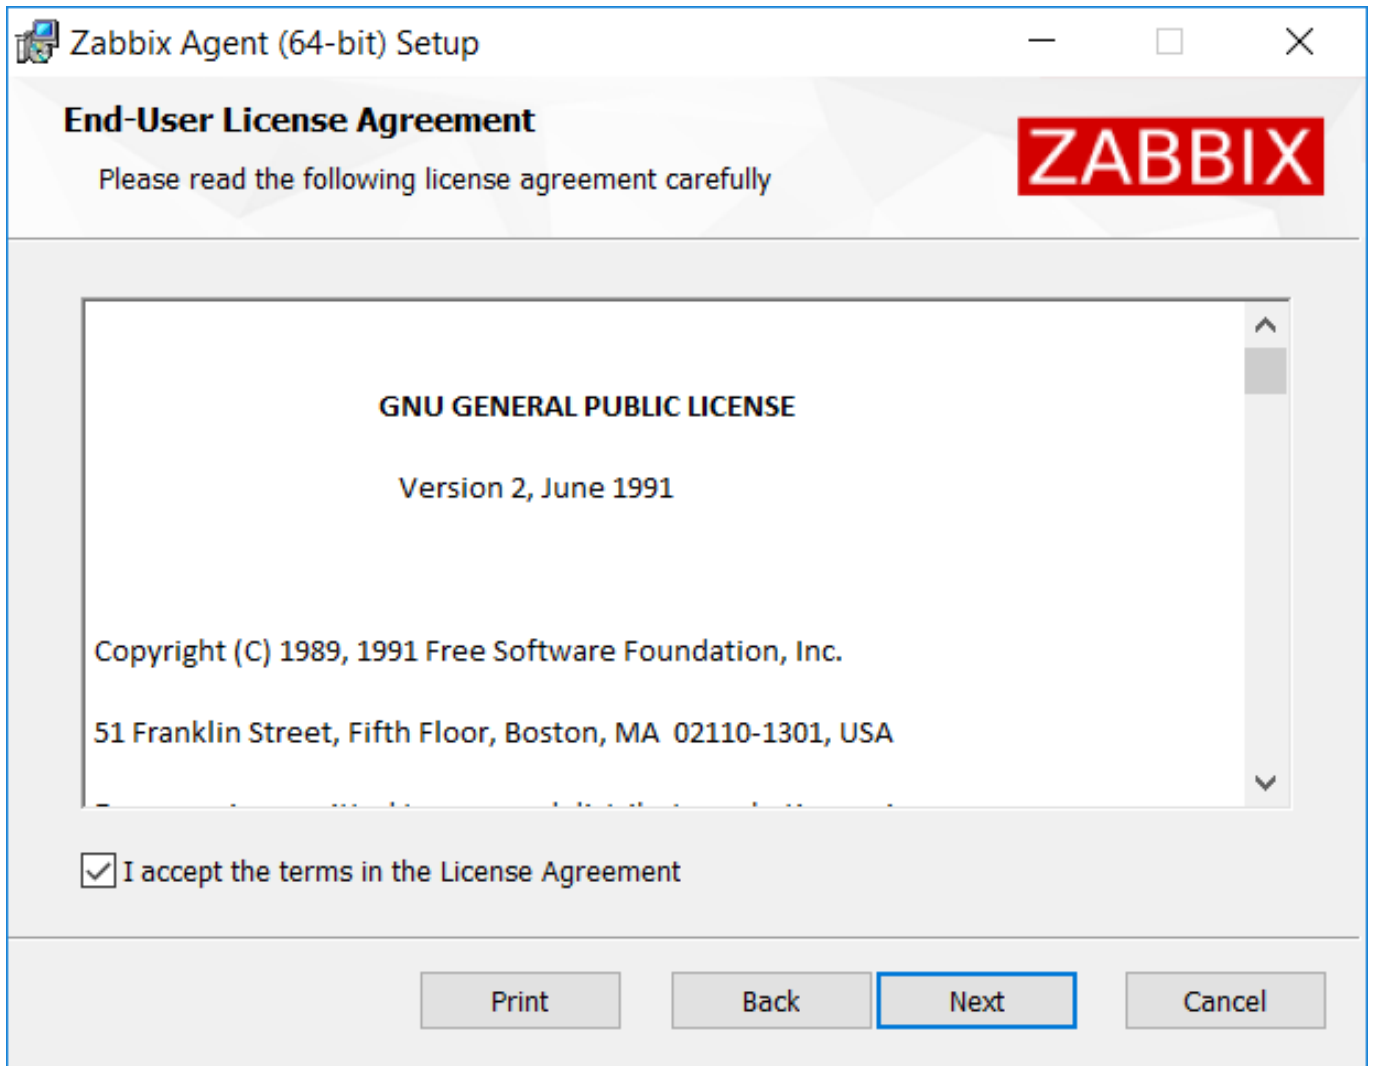 Zabbix Agent (64-bit) Setup
End-User License Agreement
Please read the following license agreement carefully
ZABBIX
GNU GENERAL PUBLIC LICENSE
Version 2, June 1991
Copyright (C) 1989, 1991 Free Software Foundation, Inc.
51 Franklin Street, Fifth Floor, Boston, MA  02110-1301, USA
I accept the terms in the License Agreement
Print
Back
Next
Cancel